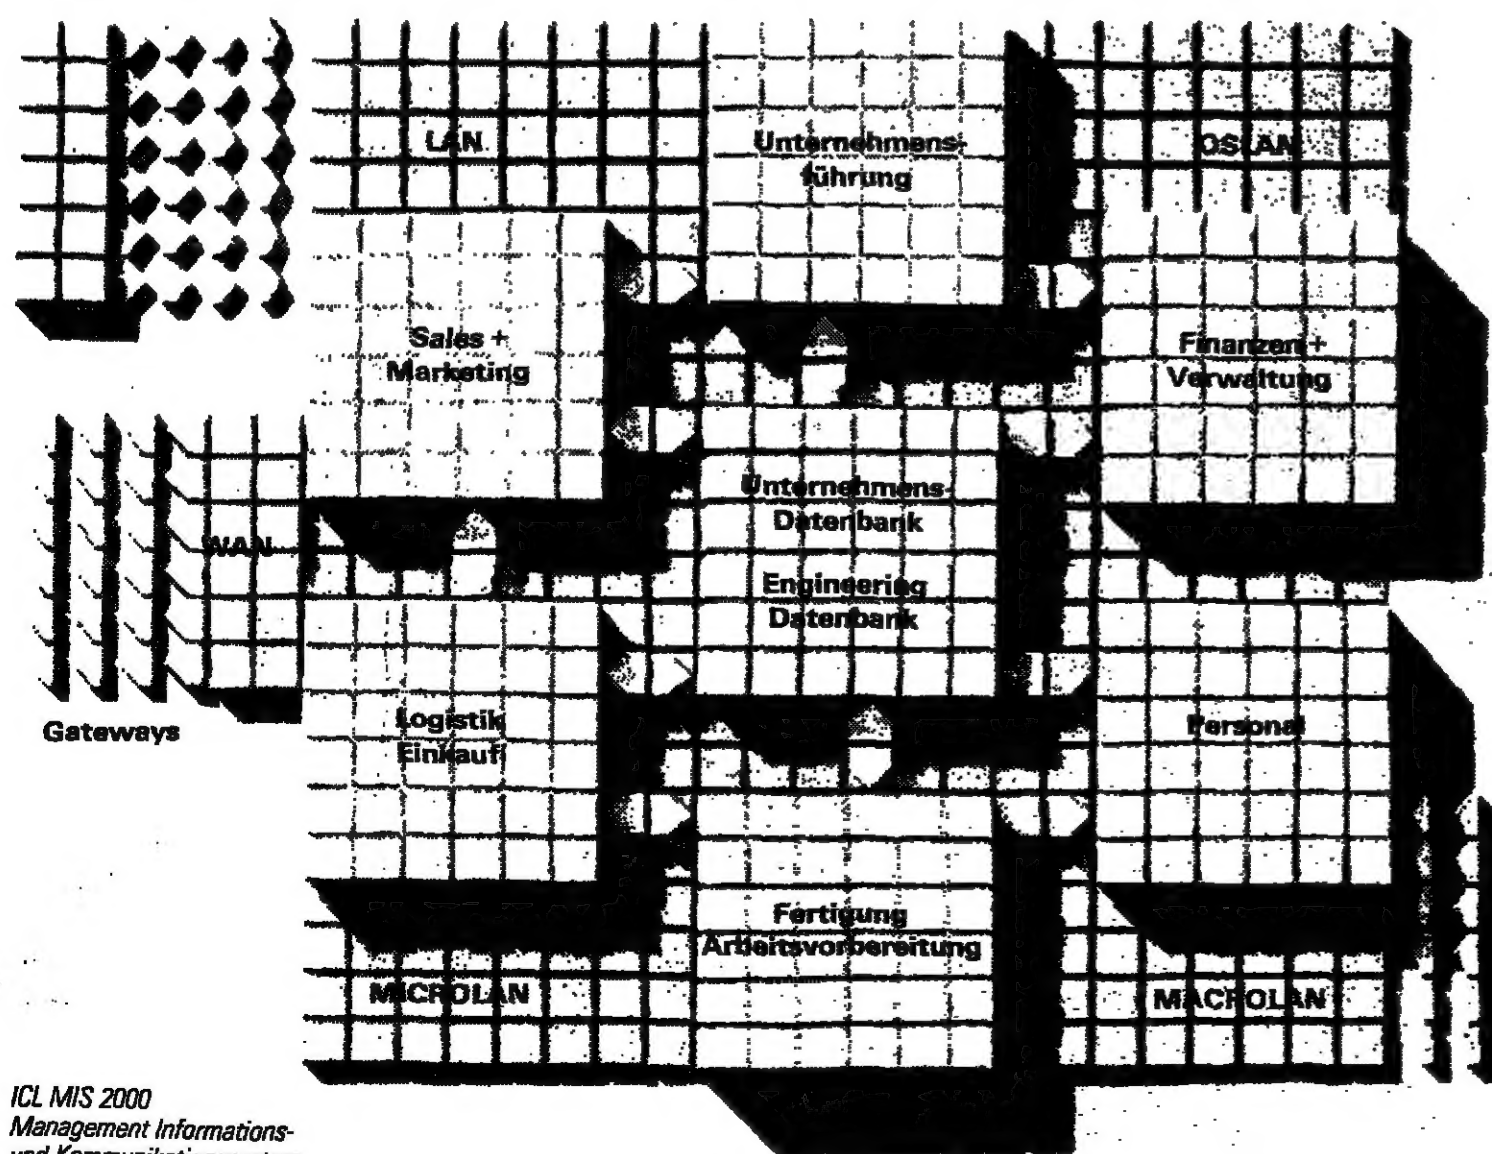 LAN
Unternehmens-
führung
OSLAN
Sales +
Marketing
Finanzen +
Verwaltung
Unternehmens-
Datenbank
WAN
Engineering
Datenbank
Gateways
Logistik
Einkauf
Personal
Fertigung
Arbeitsvorbereitung
MICROLAN
MACROLAN
ICL MIS 2000
Management Informations-